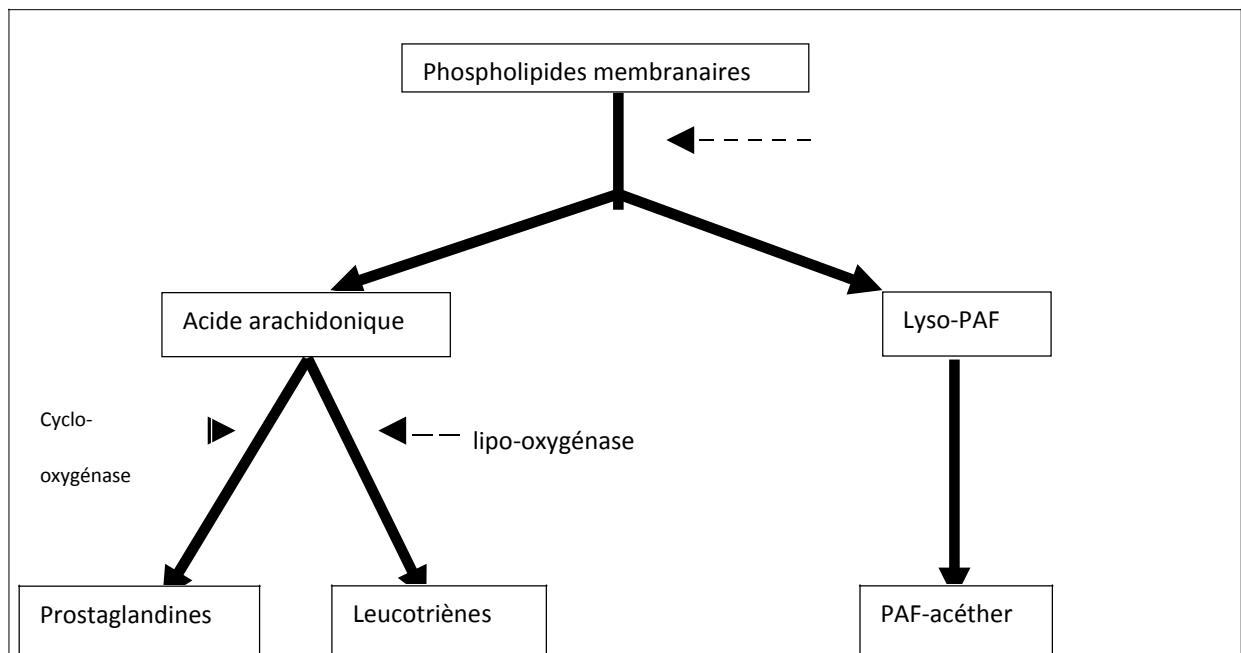 Phospholipides membranaires
Acide arachidonique
Lyso-PAF
Cyclo-
oxygénase
lipo-oxygénase
Prostaglandines
Leucotriènes
PAF-acéther